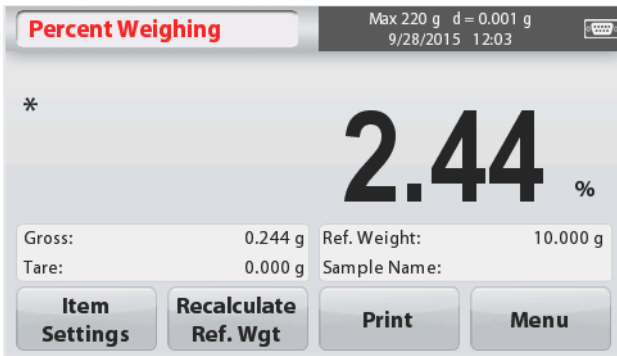 Percent Weighing
Max 220 g d = 0.001 g
9/28/2015 12:03
*
2.44 %
Gross: 0.244 g
Tare: 0.000 g
Ref. Weight: 10.000 g
Sample Name:
Item Settings
Recalculate Ref. Wgt
Print
Menu